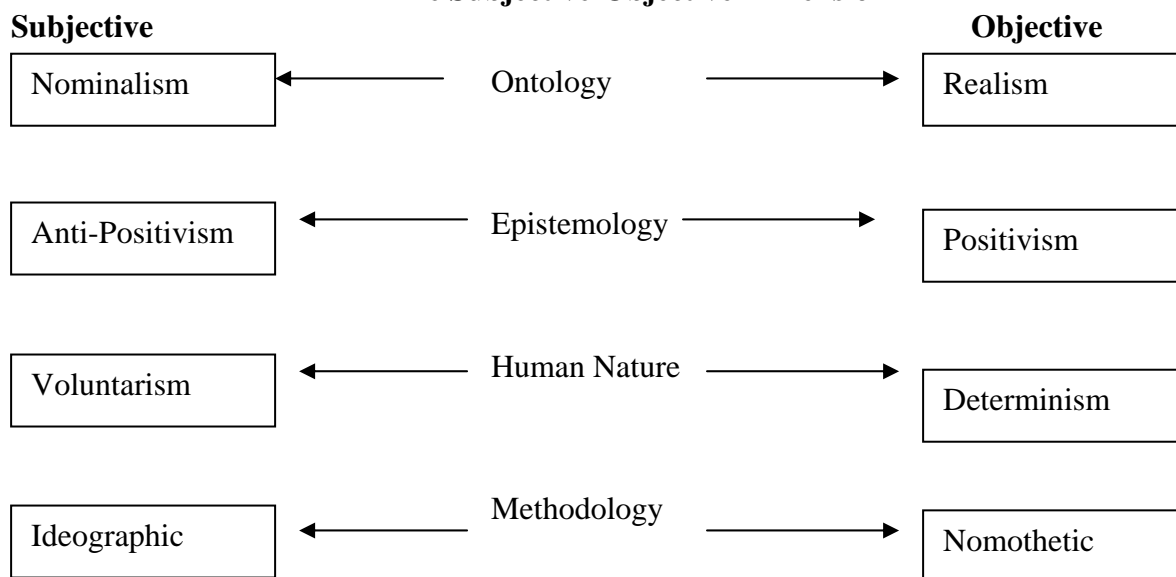 Subjective Objective
Nominalism Ontology Realism
Anti-Positivism Epistemology Positivism
Voluntarism Human Nature Determinism
Ideographic Methodology Nomothetic